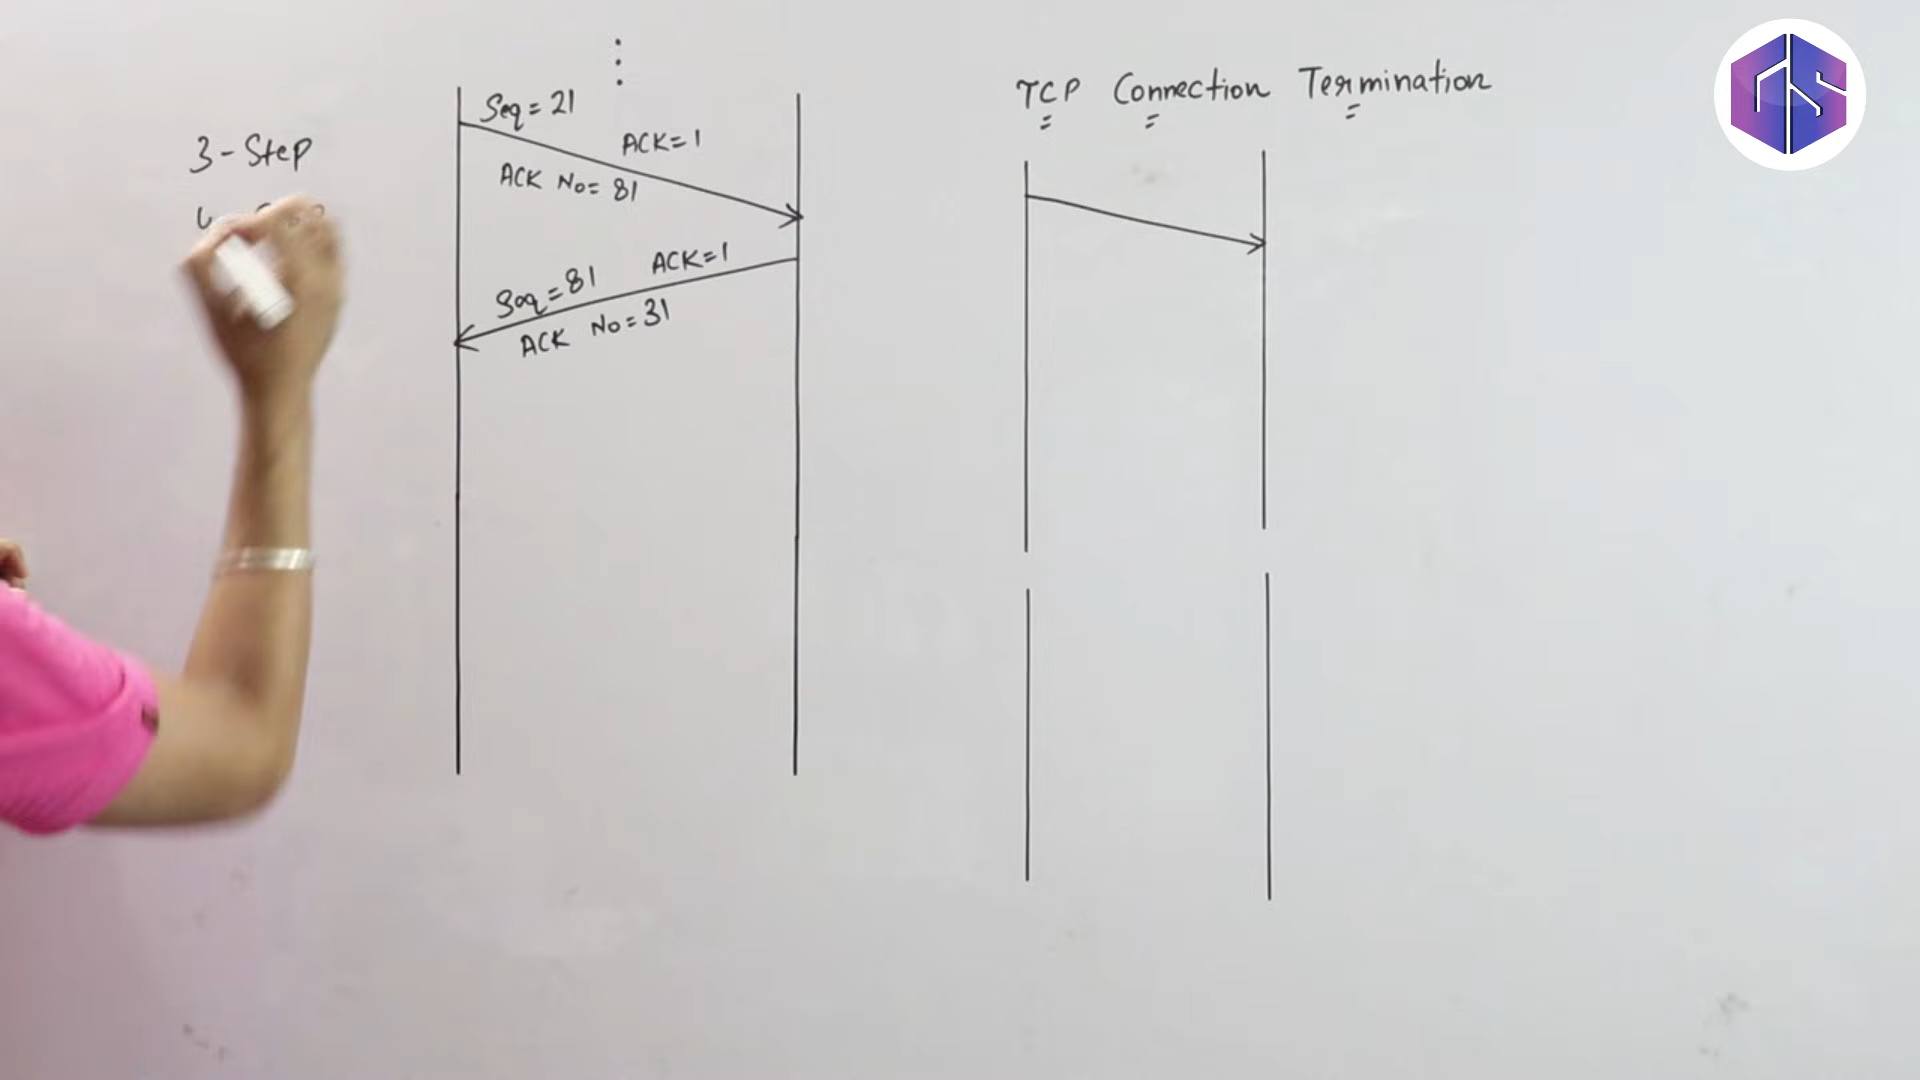 3-Step
Seq = 21
ACK = 1
ACK No = 81
Seq = 81
ACK = 1
ACK No = 31
TCP Connection Termination